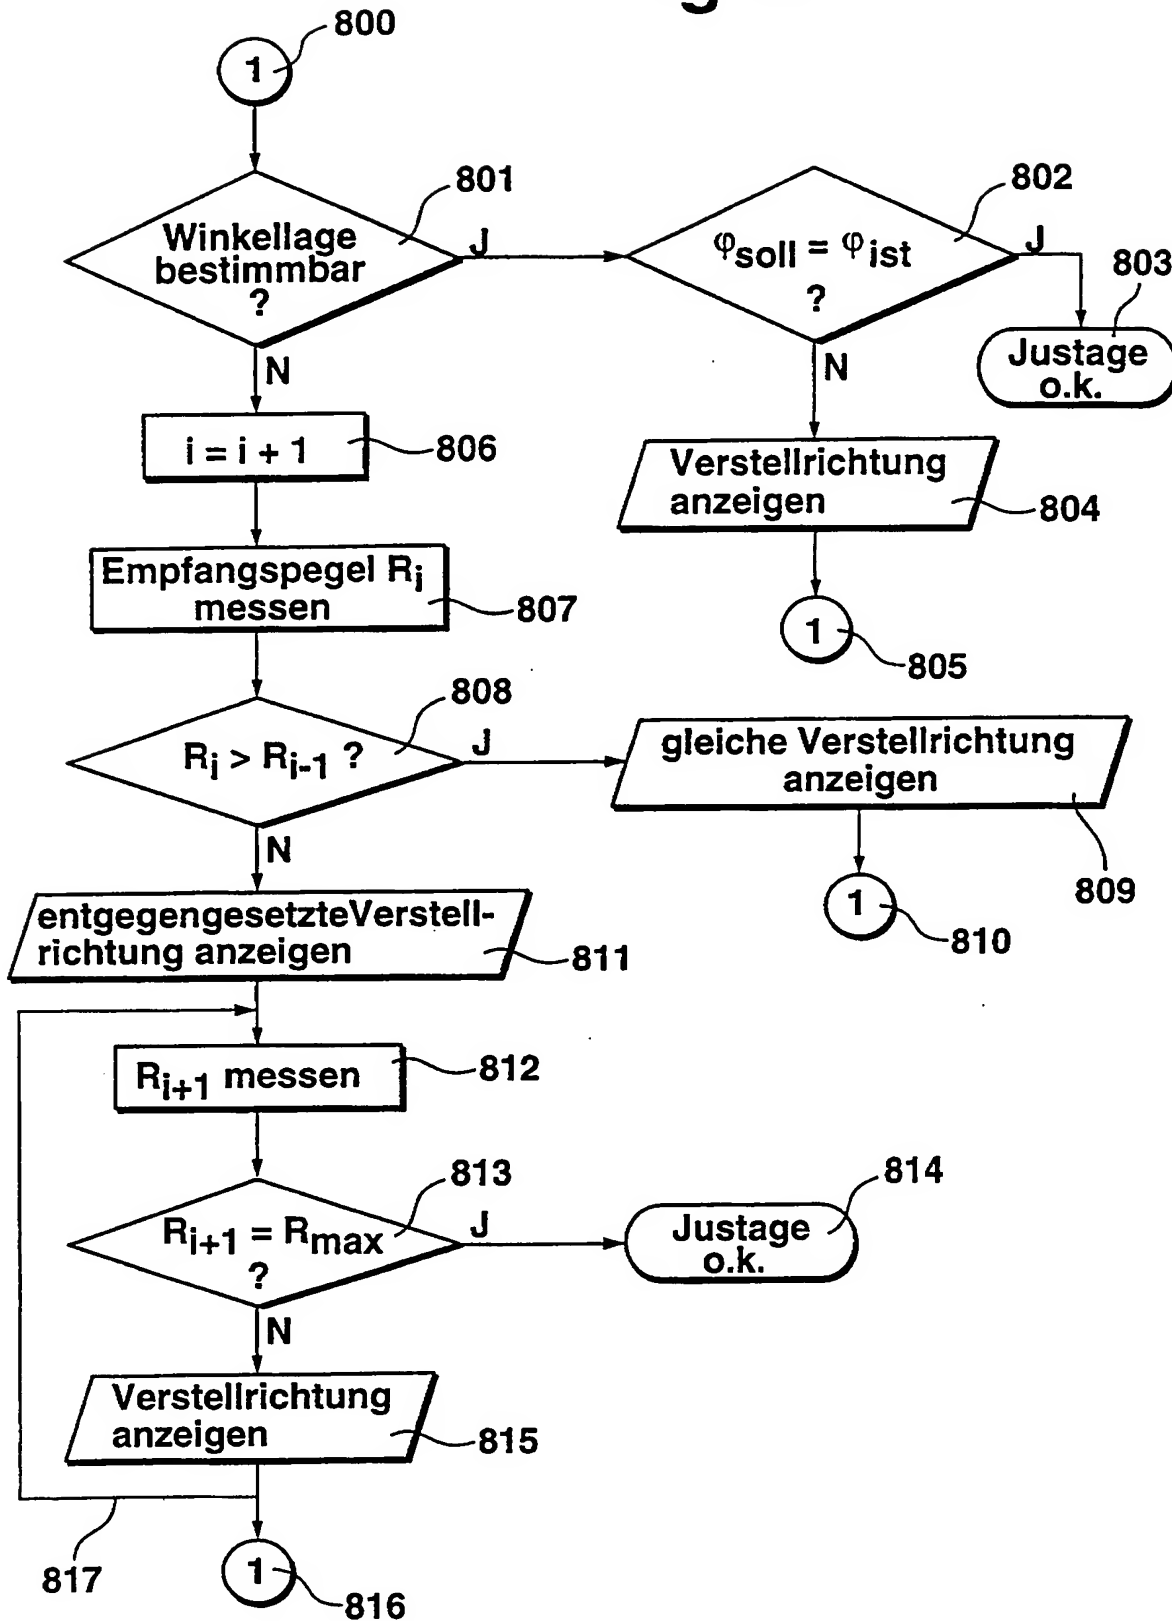 800
1
801
Winkellage
bestimmbar
?
J
802
φsoll = φist
?
J
803
Justage
o.k.
N
N
i = i + 1
806
Verstellrichtung
anzeigen
804
Empfangspegel Ri
messen
807
1
805
808
Ri > Ri-1 ?
J
gleiche Verstellrichtung
anzeigen
809
N
1
810
entgegengesetzteVerstell-
richtung anzeigen
811
Ri+1 messen
812
813
Ri+1 = Rmax
?
J
814
Justage
o.k.
N
Verstellrichtung
anzeigen
815
817
1
816